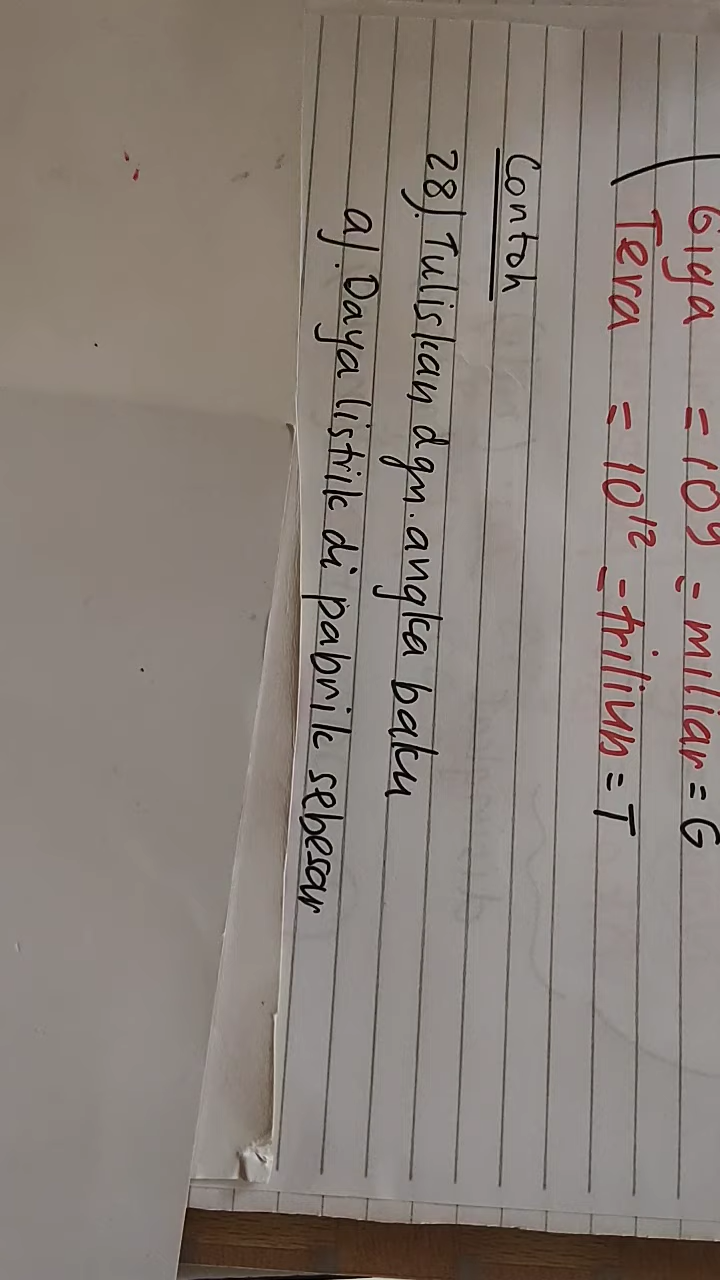 Giga = 10⁹ = miliar = G
Tera = 10¹² = triliun = T
Contoh
28). Tuliskan dgn. angka baku
a). Daya listrik di pabrik sebesar